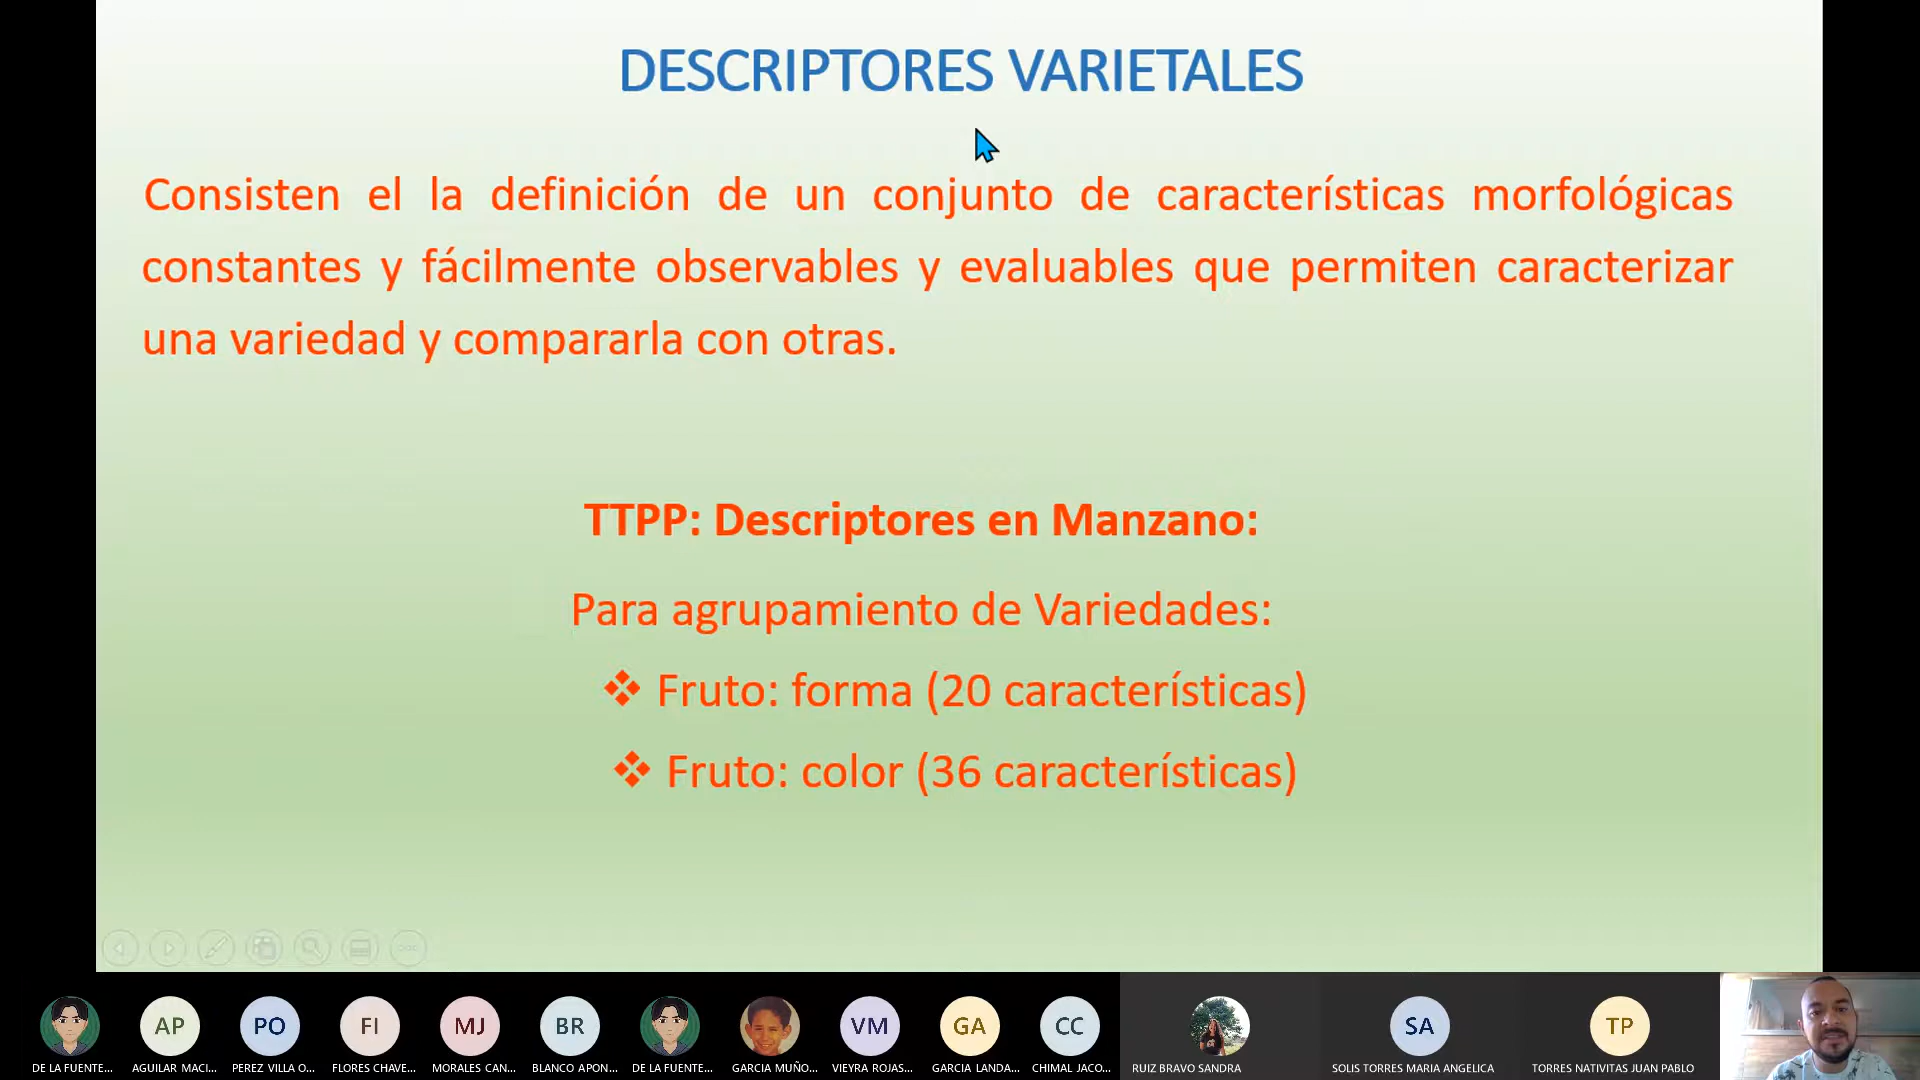 DESCRIPTORES VARIETALES
Consisten el la definición de un conjunto de características morfológicas
constantes y fácilmente observables y evaluables que permiten caracterizar
una variedad y compararla con otras.
TTPP: Descriptores en Manzano:
Para agrupamiento de Variedades:
❖ Fruto: forma (20 características)
❖ Fruto: color (36 características)
AP PO FI MJ BR VM GA CC SA TP
DE LA FUENTE... AGUILAR MACI... PEREZ VILLA O... FLORES CHAVE... MORALES CAN... BLANCO APON... DE LA FUENTE... GARCIA MUÑO... VIEYRA ROJAS... GARCIA LANDA... CHIMAL JACO... RUIZ BRAVO SANDRA SOLIS TORRES MARIA ANGELICA TORRES NATIVITAS JUAN PABLO